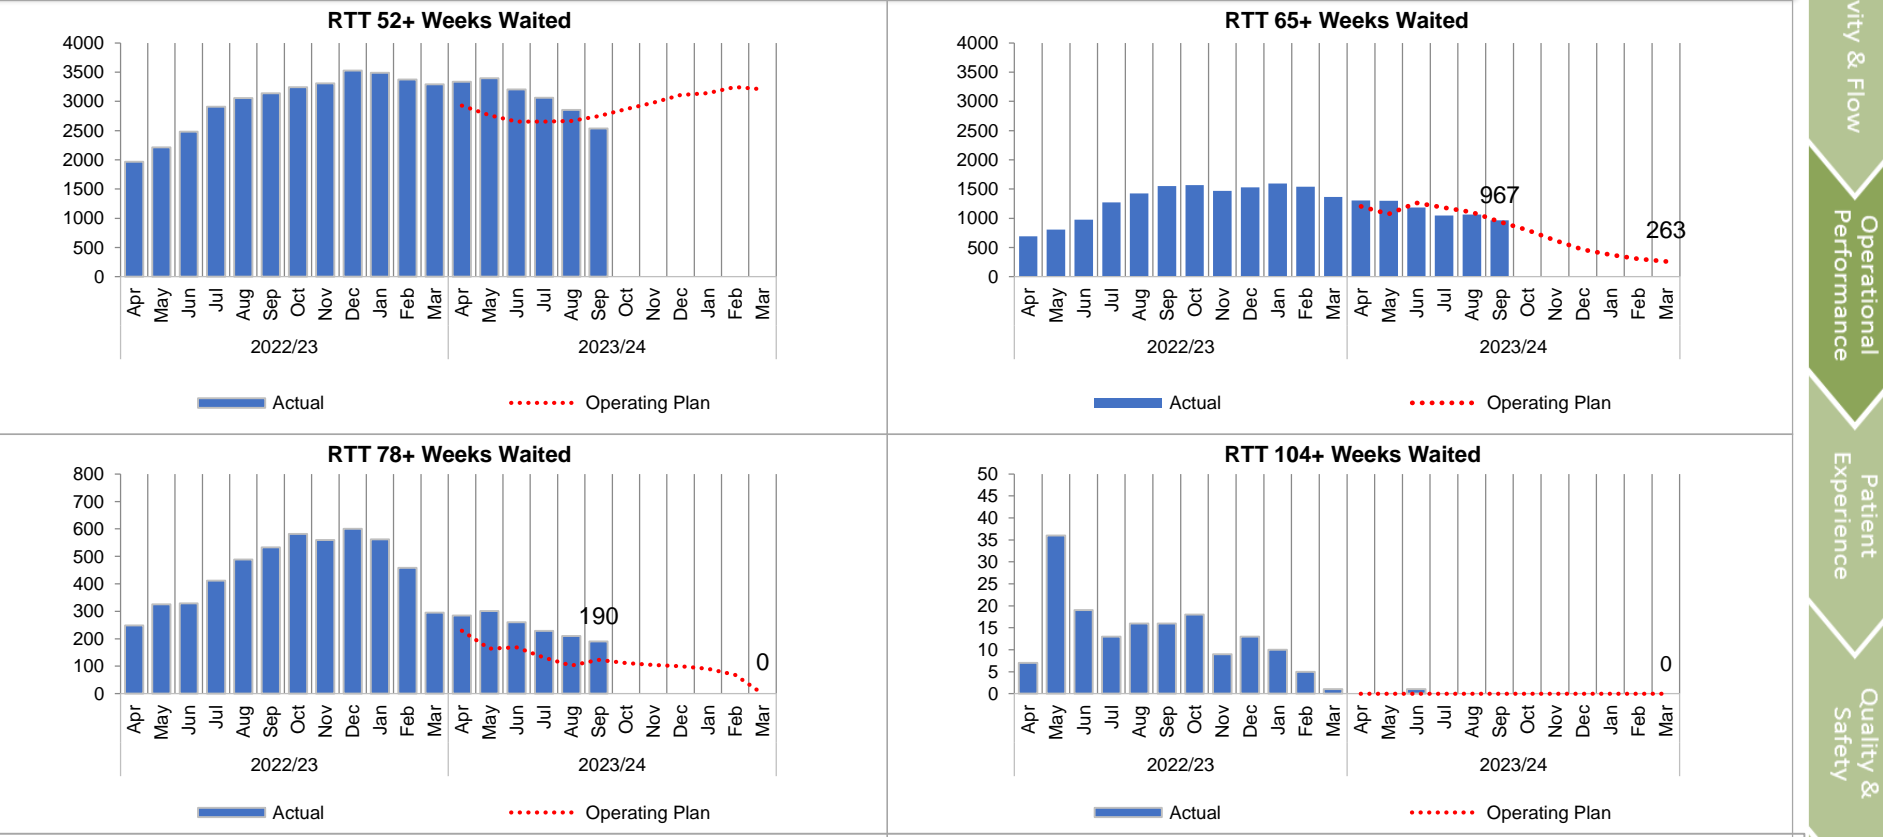 RTT 52+ Weeks Waited
4000
3500
3000
2500
2000
1500
1000
500
0
Apr May Jun Jul Aug Sep Oct Nov Dec Jan Feb Mar Apr May Jun Jul Aug Sep Oct Nov Dec Jan Feb Mar
2022/23 2023/24
Actual Operating Plan
RTT 65+ Weeks Waited
4000
3500
3000
2500
2000
1500
1000
500
0
967
263
Apr May Jun Jul Aug Sep Oct Nov Dec Jan Feb Mar Apr May Jun Jul Aug Sep Oct Nov Dec Jan Feb Mar
2022/23 2023/24
Actual Operating Plan
RTT 78+ Weeks Waited
800
700
600
500
400
300
200
100
0
190
0
Apr May Jun Jul Aug Sep Oct Nov Dec Jan Feb Mar Apr May Jun Jul Aug Sep Oct Nov Dec Jan Feb Mar
2022/23 2023/24
Actual Operating Plan
RTT 104+ Weeks Waited
50
45
40
35
30
25
20
15
10
5
0
0
Apr May Jun Jul Aug Sep Oct Nov Dec Jan Feb Mar Apr May Jun Jul Aug Sep Oct Nov Dec Jan Feb Mar
2022/23 2023/24
Actual Operating Plan
vity & Flow
Operational
Performance
Patient
Experience
Quality &
Safety